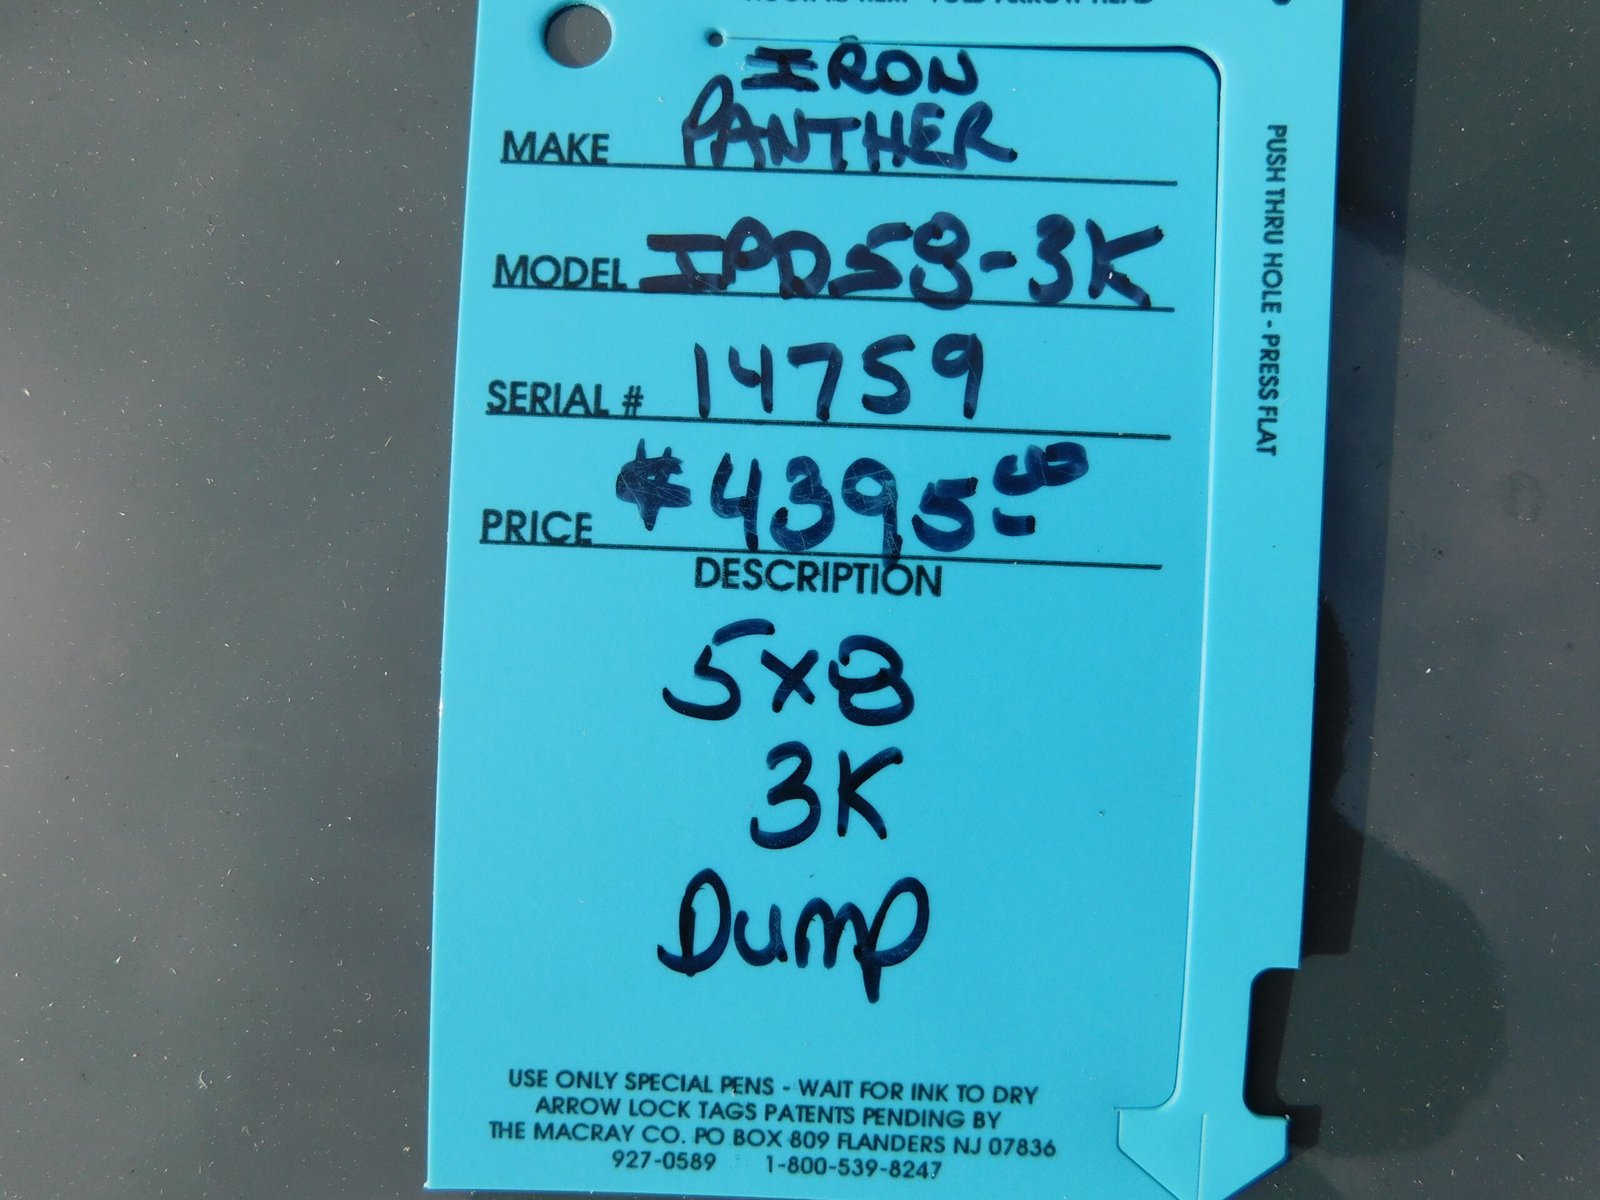 IRON
MAKE PANTHER
MODEL IPD58-3K
SERIAL # 14759
PRICE $4395.00
DESCRIPTION
5x8
3K
Dump
USE ONLY SPECIAL PENS - WAIT FOR INK TO DRY
ARROW LOCK TAGS PATENTS PENDING BY
THE MACRAY CO. PO BOX 809 FLANDERS NJ 07836
927-0589 1-800-539-8247
PUSH THRU HOLE - PRESS FLAT